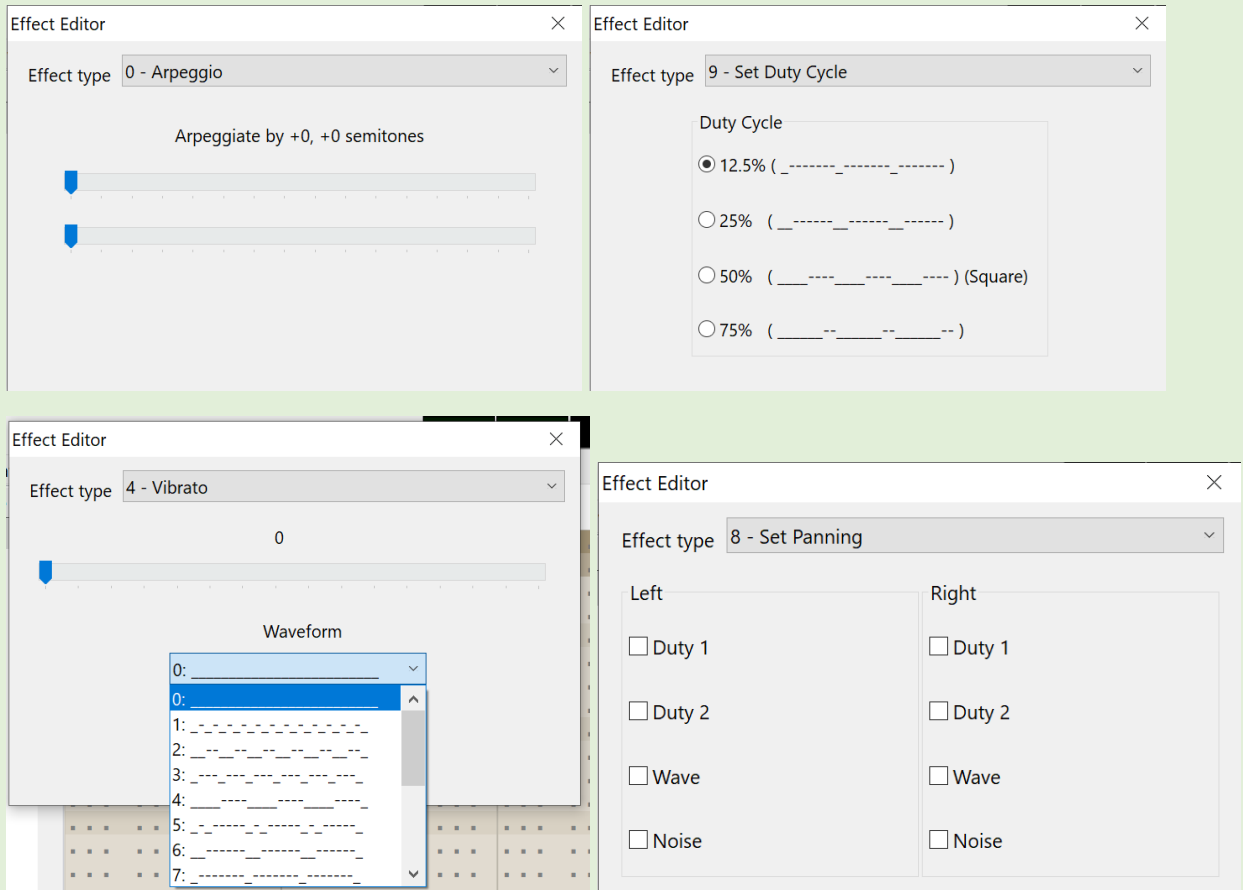 Effect Editor
Effect type 0 - Arpeggio
Arpeggiate by +0, +0 semitones
Effect Editor
Effect type 9 - Set Duty Cycle
Duty Cycle
12.5% ( _-------_-------_------- )
25% ( __------__------__------ )
50% ( ____----____----____---- ) (Square)
75% ( ______--______--______-- )
Effect Editor
Effect type 4 - Vibrato
0
Waveform
0: _________________________
0: _________________________
1: _-_-_-_-_-_-_-_-_-_-_-_-_
2: __--__--__--__--__--__--_
3: _---_---_---_---_---_---_
4: ____----____----____----_
5: _-_-----_-_-----_-_-----_
6: __------__------__------_
7: _-------_-------_-------_
Effect Editor
Effect type 8 - Set Panning
Left
Duty 1
Duty 2
Wave
Noise
Right
Duty 1
Duty 2
Wave
Noise